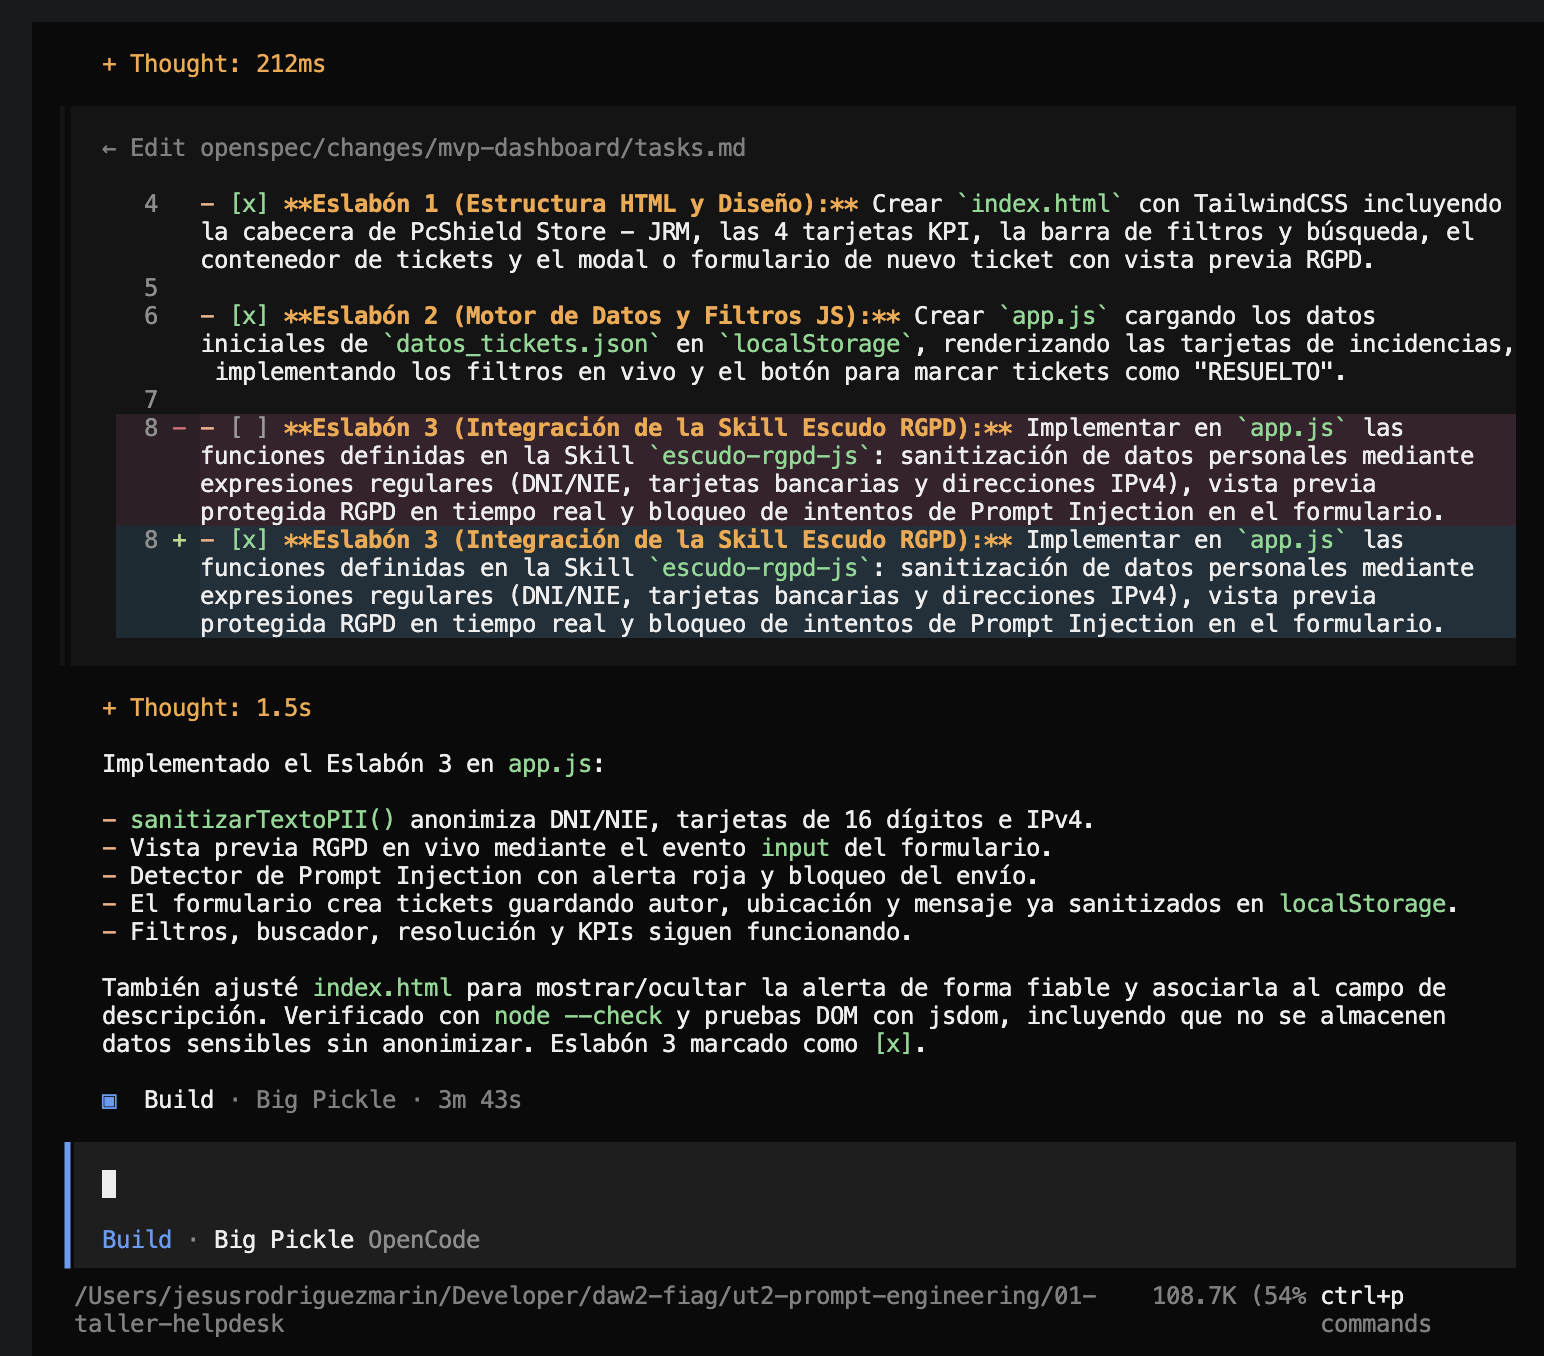 + Thought: 212ms
← Edit openspec/changes/mvp-dashboard/tasks.md
4 - [x] **Eslabón 1 (Estructura HTML y Diseño):** Crear `index.html` con TailwindCSS incluyendo
la cabecera de PcShield Store - JRM, las 4 tarjetas KPI, la barra de filtros y búsqueda, el
contenedor de tickets y el modal o formulario de nuevo ticket con vista previa RGPD.
5
6 - [x] **Eslabón 2 (Motor de Datos y Filtros JS):** Crear `app.js` cargando los datos
iniciales de `datos_tickets.json` en `localStorage`, renderizando las tarjetas de incidencias,
implementando los filtros en vivo y el botón para marcar tickets como "RESUELTO".
7
8 - - [ ] **Eslabón 3 (Integración de la Skill Escudo RGPD):** Implementar en `app.js` las
funciones definidas en la Skill `escudo-rgpd-js`: sanitización de datos personales mediante
expresiones regulares (DNI/NIE, tarjetas bancarias y direcciones IPv4), vista previa
protegida RGPD en tiempo real y bloqueo de intentos de Prompt Injection en el formulario.
8 + - [x] **Eslabón 3 (Integración de la Skill Escudo RGPD):** Implementar en `app.js` las
funciones definidas en la Skill `escudo-rgpd-js`: sanitización de datos personales mediante
expresiones regulares (DNI/NIE, tarjetas bancarias y direcciones IPv4), vista previa
protegida RGPD en tiempo real y bloqueo de intentos de Prompt Injection en el formulario.
+ Thought: 1.5s
Implementado el Eslabón 3 en app.js:
- sanitizarTextoPII() anonimiza DNI/NIE, tarjetas de 16 dígitos e IPv4.
- Vista previa RGPD en vivo mediante el evento input del formulario.
- Detector de Prompt Injection con alerta roja y bloqueo del envío.
- El formulario crea tickets guardando autor, ubicación y mensaje ya sanitizados en localStorage.
- Filtros, buscador, resolución y KPIs siguen funcionando.
También ajusté index.html para mostrar/ocultar la alerta de forma fiable y asociarla al campo de
descripción. Verificado con node --check y pruebas DOM con jsdom, incluyendo que no se almacenen
datos sensibles sin anonimizar. Eslabón 3 marcado como [x].
▣ Build · Big Pickle · 3m 43s
Build · Big Pickle OpenCode
/Users/jesusrodriguezmarin/Developer/daw2-fiag/ut2-prompt-engineering/01- 108.7K (54% ctrl+p
taller-helpdesk commands